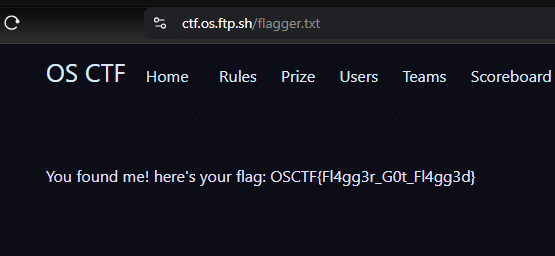 ctf.os.ftp.sh/flagger.txt
OS CTF Home Rules Prize Users Teams Scoreboard
You found me! here's your flag: OSCTF{Fl4gg3r_G0t_Fl4gg3d}